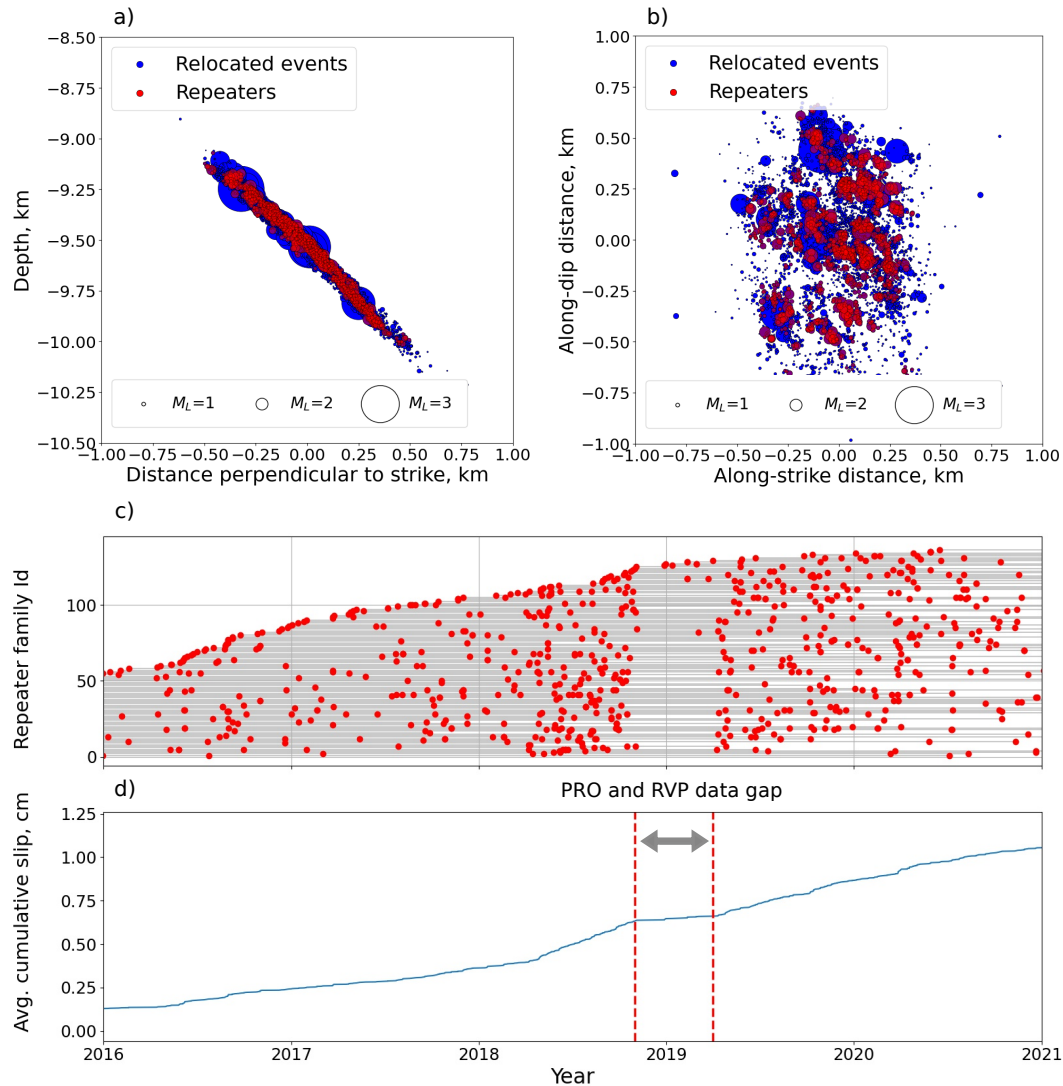 a)
−8.50
−8.75
−9.00
−9.25
−9.50
−9.75
−10.00
−10.25
−10.50
Depth, km
Relocated events
Repeaters
M_L=1
M_L=2
M_L=3
−1.00 −0.75 −0.50 −0.25 0.00 0.25 0.50 0.75 1.00
Distance perpendicular to strike, km
b)
1.00
0.75
0.50
0.25
0.00
−0.25
−0.50
−0.75
−1.00
Along-dip distance, km
Relocated events
Repeaters
M_L=1
M_L=2
M_L=3
−1.00 −0.75 −0.50 −0.25 0.00 0.25 0.50 0.75 1.00
Along-strike distance, km
c)
Repeater family Id
100
50
0
d)
PRO and RVP data gap
Avg. cumulative slip, cm
1.25
1.00
0.75
0.50
0.25
0.00
2016 2017 2018 2019 2020 2021
Year